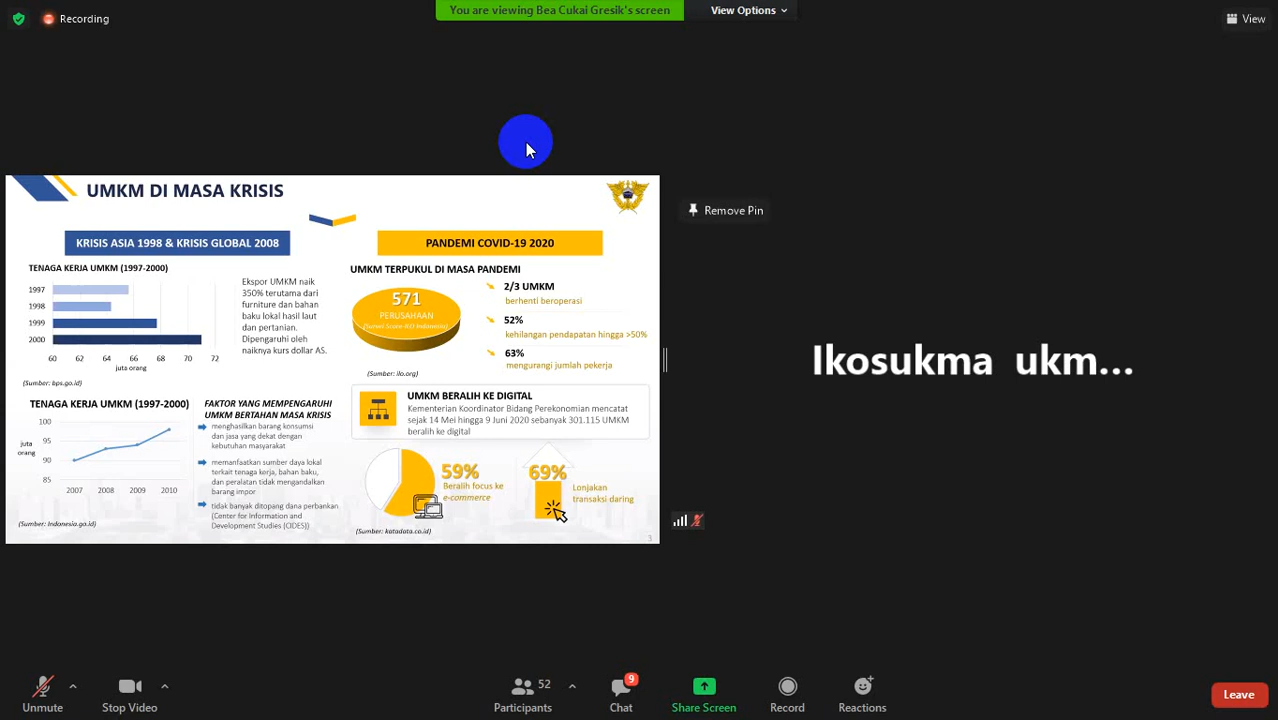 Recording
You are viewing Bea Cukai Gresik's screen
View Options
View
UMKM DI MASA KRISIS
KRISIS ASIA 1998 & KRISIS GLOBAL 2008
TENAGA KERJA UMKM (1997-2000)
1997
1998
1999
2000
60 62 64 66 68 70 72
juta orang
(Sumber: bps.go.id)
Ekspor UMKM naik
350% terutama dari
furniture dan bahan
baku lokal hasil laut
dan pertanian.
Dipengaruhi oleh
naiknya kurs dollar AS.
TENAGA KERJA UMKM (1997-2000)
juta
orang
100
95
90
85
2007 2008 2009 2010
(Sumber: Indonesia.go.id)
FAKTOR YANG MEMPENGARUHI
UMKM BERTAHAN MASA KRISIS
menghasilkan barang konsumsi
dan jasa yang dekat dengan
kebutuhan masyarakat
memanfaatkan sumber daya lokal
terkait tenaga kerja, bahan baku,
dan peralatan tidak mengandalkan
barang impor
tidak banyak ditopang dana perbankan.
(Center for Information and
Development Studies (CIDES))
PANDEMI COVID-19 2020
UMKM TERPUKUL DI MASA PANDEMI
571
PERUSAHAAN
(Sumber: ilo.org)
2/3 UMKM
berhenti beroperasi
52%
kehilangan pendapatan hingga >50%
63%
mengurangi jumlah pekerja
UMKM BERALIH KE DIGITAL
Kementerian Koordinator Bidang Perekonomian mencatat
sejak 14 Mei hingga 9 Juni 2020 sebanyak 301.115 UMKM
beralih ke digital
59%
Beralih focus ke
e-commerce
69%
Lonjakan
transaksi daring
(Sumber: katadata.co.id)
3
Remove Pin
Ikosukma ukm...
Unmute
Stop Video
52
Participants
9
Chat
Share Screen
Record
Reactions
Leave